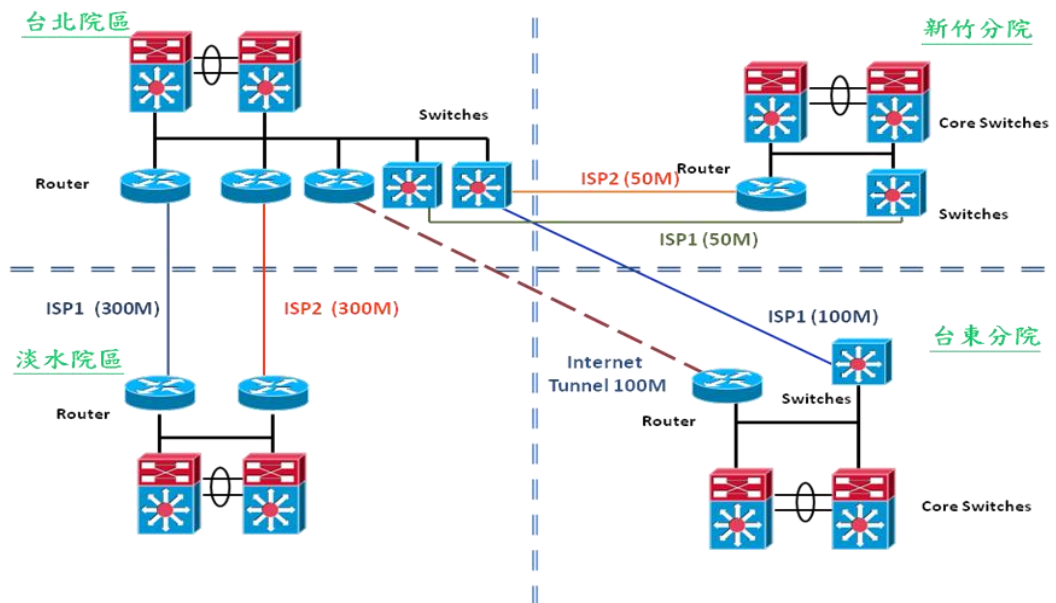 台北院區
Switches
Router
ISP1 (300M)
ISP2 (300M)
淡水院區
Router
新竹分院
Core Switches
Router
ISP2 (50M)
Switches
ISP1 (50M)
ISP1 (100M)
台東分院
Internet
Tunnel 100M
Switches
Router
Core Switches